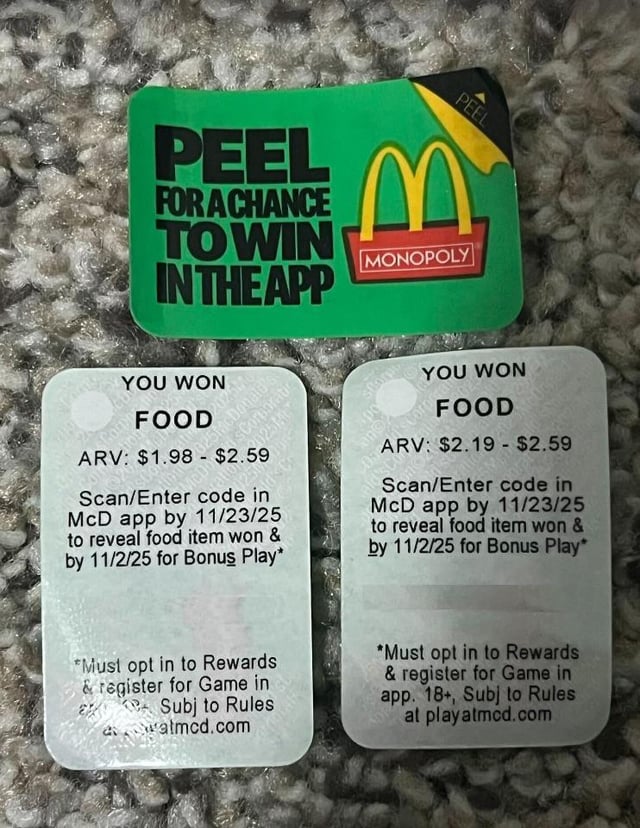 PEEL
FOR A CHANCE
TO WIN
IN THE APP
PEEL
MONOPOLY
YOU WON
FOOD
ARV: $1.98 - $2.59
Scan/Enter code in
McD app by 11/23/25
to reveal food item won &
by 11/2/25 for Bonus Play*
*Must opt in to Rewards
& register for Game in
18+, Subj to Rules
YOU WON
FOOD
ARV: $2.19 - $2.59
Scan/Enter code in
McD app by 11/23/25
to reveal food item won &
by 11/2/25 for Bonus Play*
*Must opt in to Rewards
& register for Game in
app. 18+, Subj to Rules
at playatmcd.com